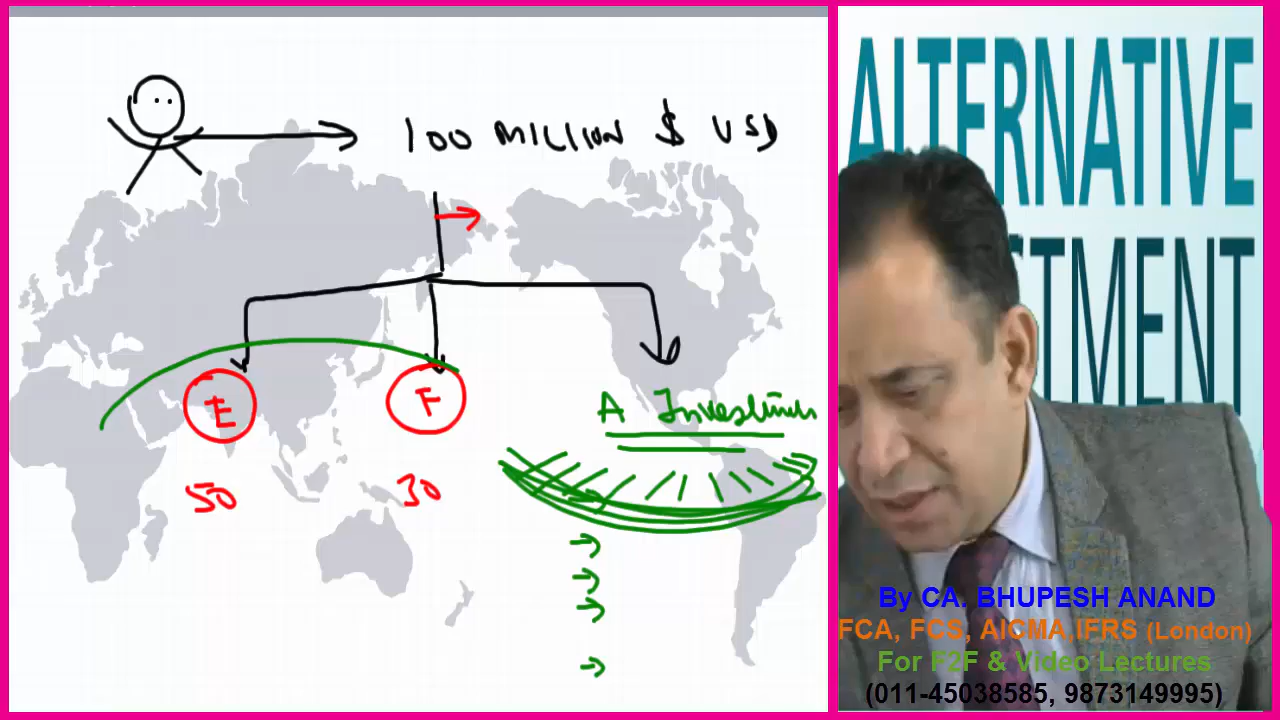 100 MILLION $ USD
E
F
A Investment
50
30
ALTERNATIVE
STMENT
By CA. BHUPESH ANAND
FCA, FCS, AICMA,IFRS (London)
For F2F & Video Lectures
(011-45038585, 9873149995)